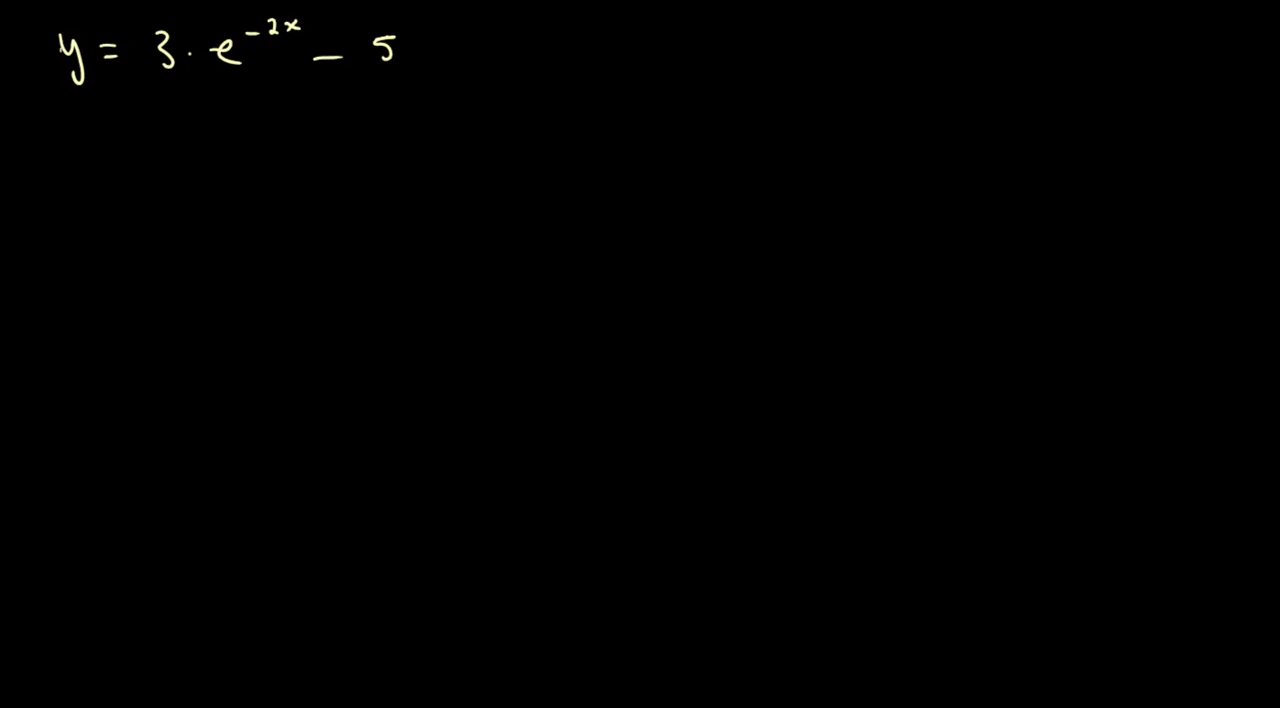 y = 3 · e^{-2x} - 5